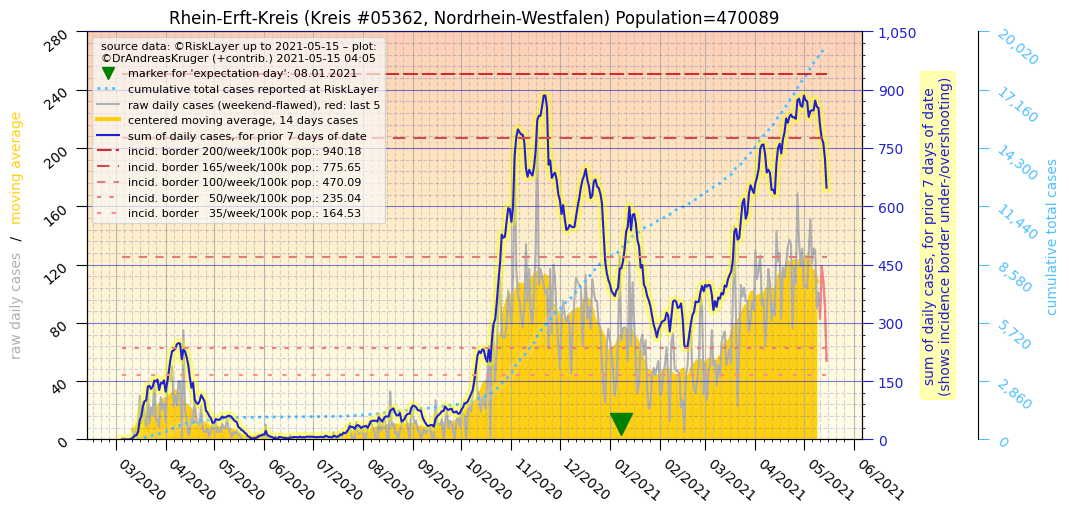 Rhein-Erft-Kreis (Kreis #05362, Nordrhein-Westfalen) Population=470089
source data: ©RiskLayer up to 2021-05-15 – plot:
©DrAndreasKruger (+contrib.) 2021-05-15 04:05
marker for 'expectation day': 08.01.2021
cumulative total cases reported at RiskLayer
raw daily cases (weekend-flawed), red: last 5
centered moving average, 14 days cases
sum of daily cases, for prior 7 days of date
incid. border 200/week/100k pop.: 940.18
incid. border 165/week/100k pop.: 775.65
incid. border 100/week/100k pop.: 470.09
incid. border   50/week/100k pop.: 235.04
incid. border   35/week/100k pop.: 164.53
raw daily cases / moving average
280
240
200
160
120
80
40
0
03/2020
04/2020
05/2020
06/2020
07/2020
08/2020
09/2020
10/2020
11/2020
12/2020
01/2021
02/2021
03/2021
04/2021
05/2021
06/2021
1,050
900
750
600
450
300
150
0
sum of daily cases, for prior 7 days of date
(shows incidence border under-/overshooting)
20,020
17,160
14,300
11,440
8,580
5,720
2,860
0
cumulative total cases